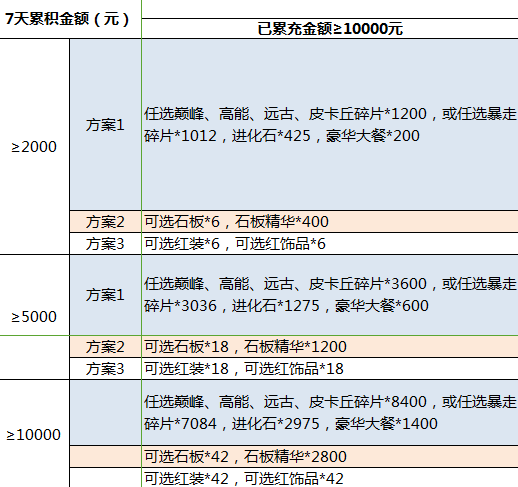 7天累积金额（元）
已累充金额≥10000元
≥2000
方案1
任选巅峰、高能、远古、皮卡丘碎片*1200，或任选暴走
碎片*1012，进化石*425，豪华大餐*200
方案2
可选石板*6，石板精华*400
方案3
可选红装*6，可选红饰品*6
≥5000
方案1
任选巅峰、高能、远古、皮卡丘碎片*3600，或任选暴走
碎片*3036，进化石*1275，豪华大餐*600
方案2
可选石板*18，石板精华*1200
方案3
可选红装*18，可选红饰品*18
≥10000
任选巅峰、高能、远古、皮卡丘碎片*8400，或任选暴走
碎片*7084，进化石*2975，豪华大餐*1400
可选石板*42，石板精华*2800
可选红装*42，可选红饰品*42